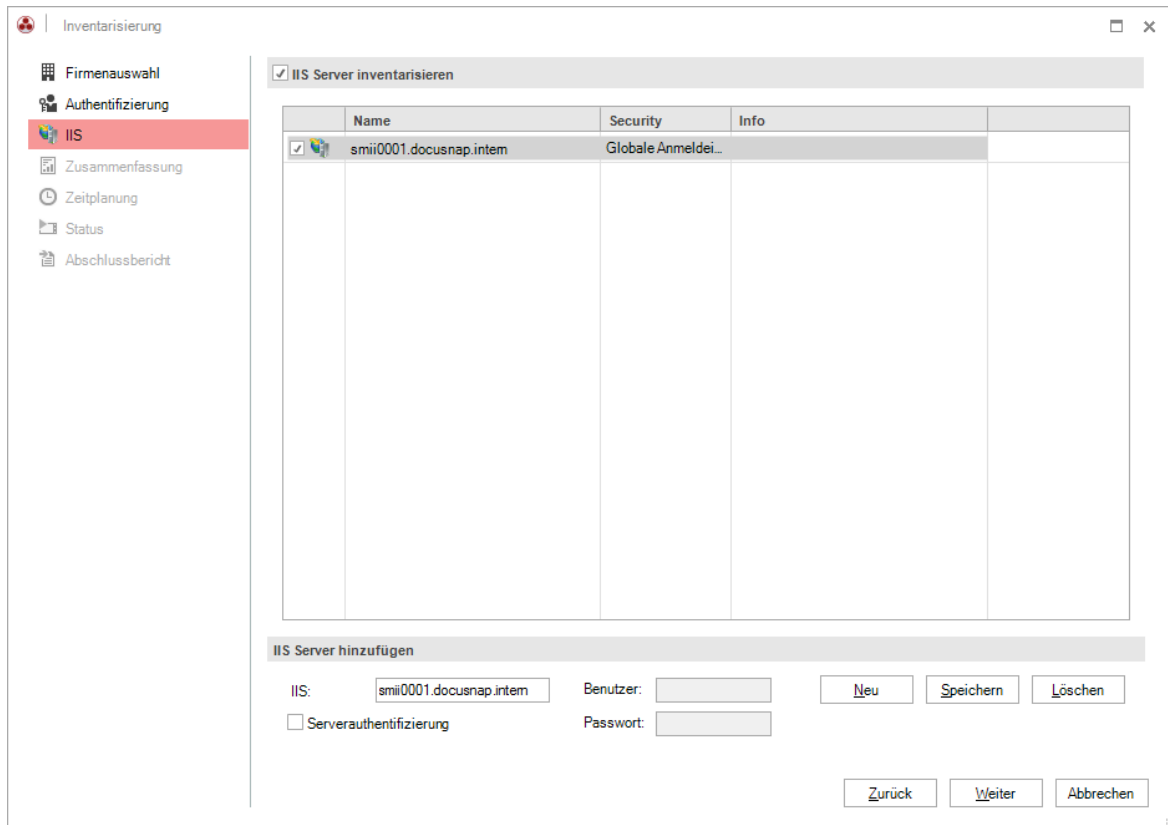 Inventarisierung
Firmenauswahl
Authentifizierung
IIS
Zusammenfassung
Zeitplanung
Status
Abschlussbericht
IIS Server inventarisieren
Name Security Info
smii0001.docusnap.intern Globale Anmeldei...
IIS Server hinzufügen
IIS: smii0001.docusnap.intern Benutzer: Neu Speichern Löschen
Serverauthentifizierung Passwort:
Zurück Weiter Abbrechen